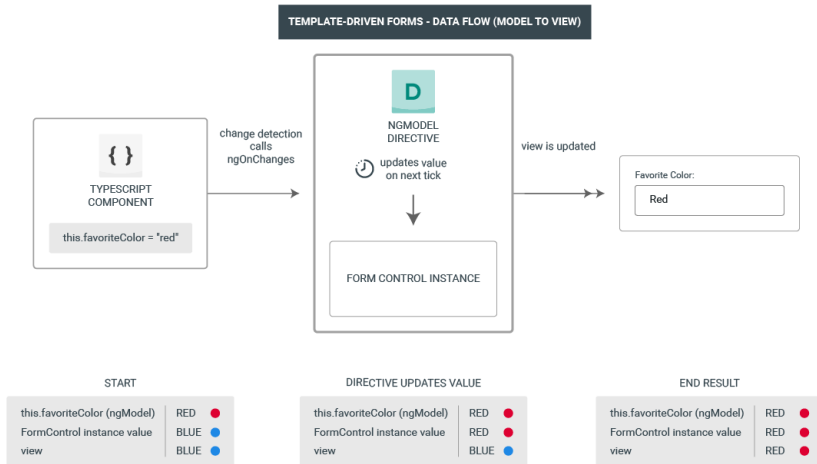 TEMPLATE-DRIVEN FORMS - DATA FLOW (MODEL TO VIEW)
{ }
TYPESCRIPT
COMPONENT
this.favoriteColor = "red"
change detection
calls
ngOnChanges
D
NGMODEL
DIRECTIVE
updates value
on next tick
FORM CONTROL INSTANCE
view is updated
Favorite Color:
Red
START
this.favoriteColor (ngModel) RED
FormControl instance value BLUE
view BLUE
DIRECTIVE UPDATES VALUE
this.favoriteColor (ngModel) RED
FormControl instance value RED
view BLUE
END RESULT
this.favoriteColor (ngModel) RED
FormControl instance value RED
view RED